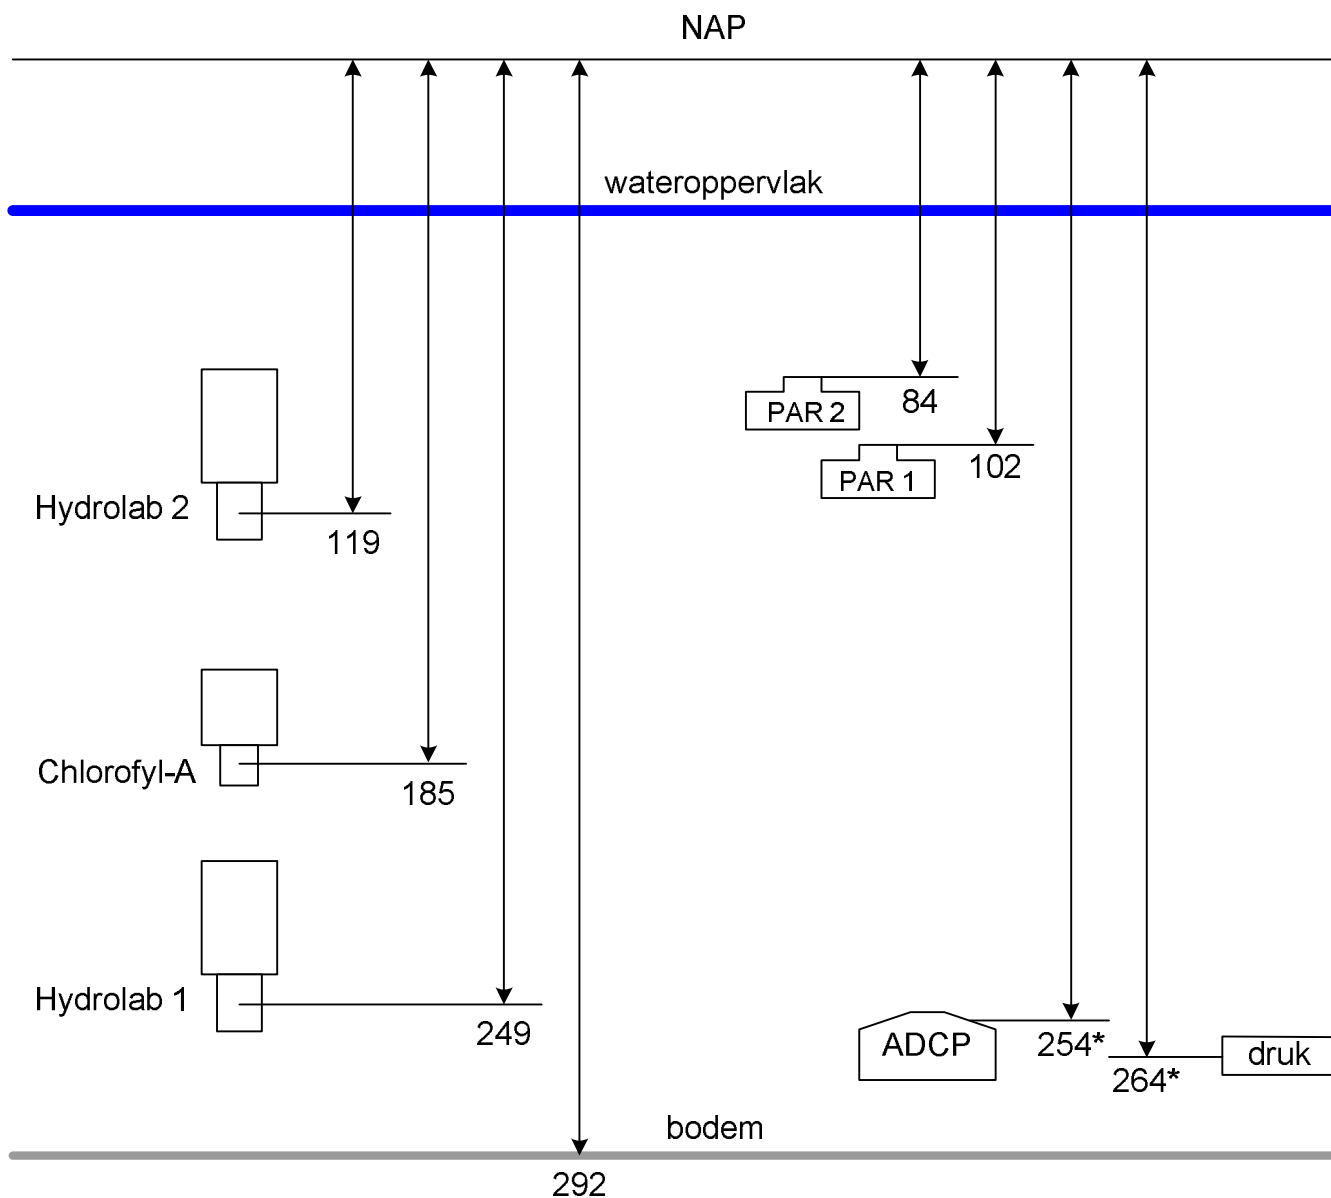 NAP
wateroppervlak
84
PAR 2
102
PAR 1
Hydrolab 2
119
Chlorofyl-A
185
Hydrolab 1
249
ADCP
254*
druk
264*
bodem
292